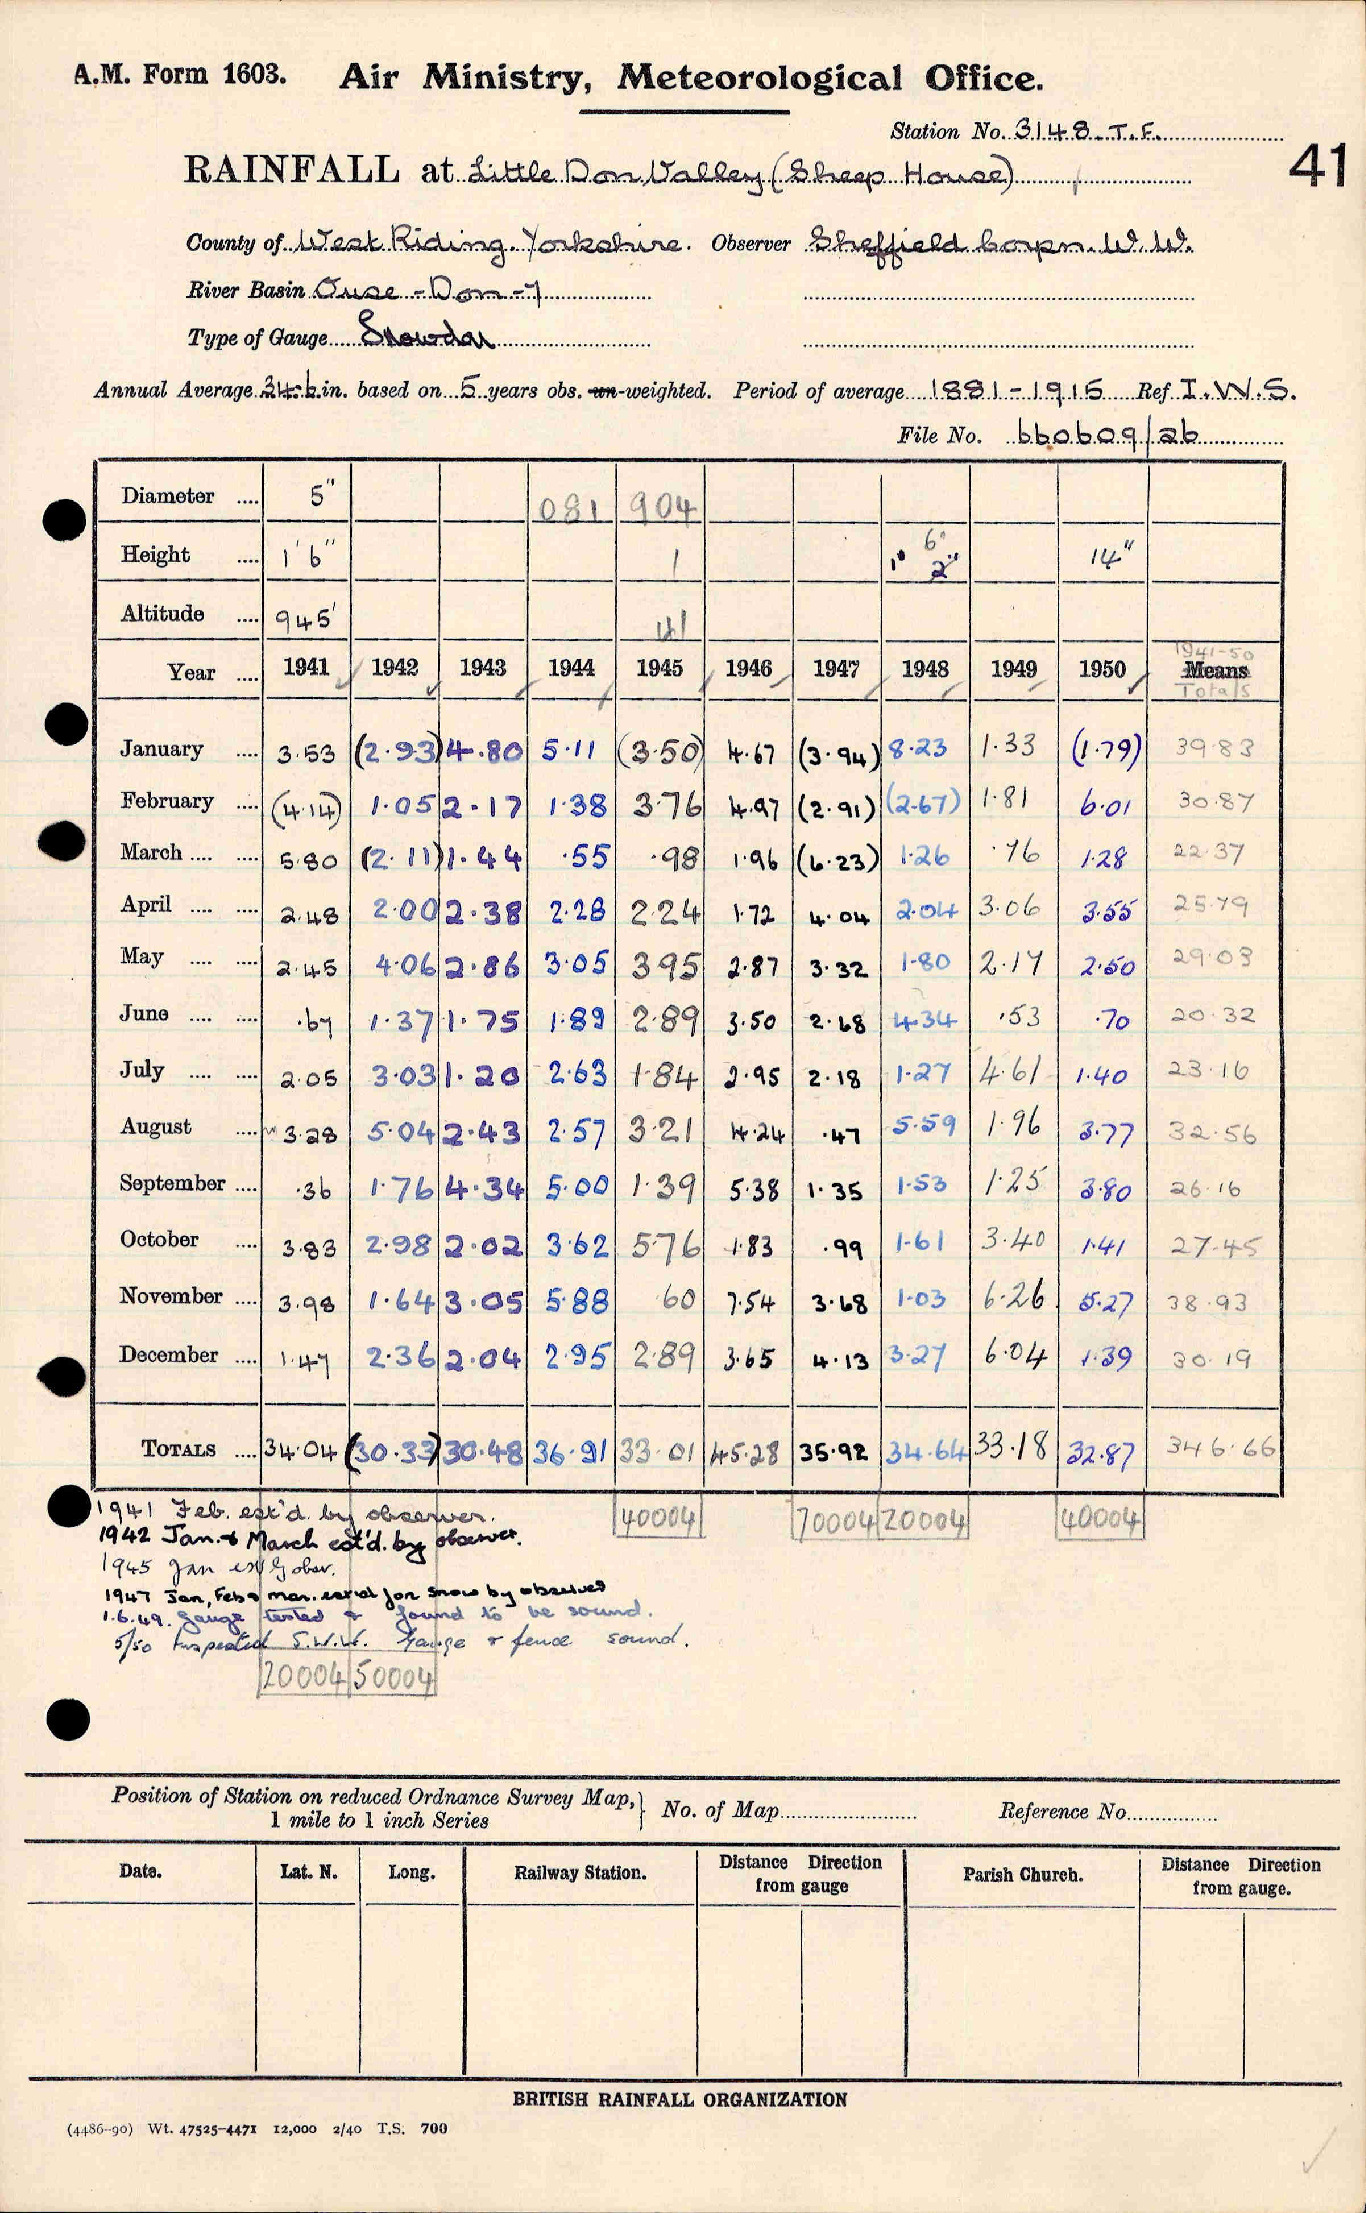 A.M. Form 1603. Air Ministry, Meteorological Office.
Station No. 3148. T.F.
41
RAINFALL at Little Don Valley (Sheep House)
County of West Riding. Yorkshire. Observer Sheffield Corpn. W.W.
River Basin Ouse - Don - 7
Type of Gauge Snowdon
Annual Average 34.6 in. based on 5 years obs. un-weighted. Period of average 1881-1915 Ref I.W.S.
File No. 660609/26
Diameter .... 5" 081 904
Height .... 1' 6" 1 1' 6" 2" 14"
Altitude .... 945' 41
Year .... 1941 1942 1943 1944 1945 1946 1947 1948 1949 1950 1941-50 Means Totals
January .... 3.53 (2.93) 4.80 5.11 (3.50) 4.67 (3.94) 8.23 1.33 (1.79) 39.83
February .... (4.14) 1.05 2.17 1.38 3.76 4.97 (2.91) (2.67) 1.81 6.01 30.87
March .... .... 5.80 (2.11) 1.44 .55 .98 1.96 (6.23) 1.26 .76 1.28 22.37
April .... .... 2.48 2.00 2.38 2.28 2.24 1.72 4.04 2.04 3.06 3.55 25.79
May .... .... 2.45 4.06 2.86 3.05 3.95 2.87 3.32 1.80 2.17 2.50 29.03
June .... .... .67 1.37 1.75 1.89 2.89 3.50 2.68 4.34 .53 .70 20.32
July .... .... 2.05 3.03 1.20 2.63 1.84 2.95 2.18 1.27 4.61 1.40 23.16
August .... 3.28 5.04 2.43 2.57 3.21 4.24 .47 5.59 1.96 3.77 32.56
September .... .36 1.76 4.34 5.00 1.39 5.38 1.35 1.53 1.25 3.80 26.16
October .... 3.83 2.98 2.02 3.62 5.76 1.83 .99 1.61 3.40 1.41 27.45
November .... 3.98 1.64 3.05 5.88 .60 7.54 3.68 1.03 6.26 5.27 38.93
December .... 1.47 2.36 2.04 2.95 2.89 3.65 4.13 3.27 6.04 1.39 30.19
TOTALS .... 34.04 (30.33) 30.48 36.91 33.01 45.28 35.92 34.64 33.18 32.87 346.66
40004 70004 20004 40004
1941 Feb. est'd. by observer.
1942 Jan. & March est'd. by observer.
1945 Jan est by obsr.
1947 Jan, Feb & mar. est'd for snow by observer
1.6.49. Gauge tested & found to be sound.
5/50 Inspected S.W.W. Gauge & fence sound.
20004 50004
Position of Station on reduced Ordnance Survey Map, 1 mile to 1 inch Series } No. of Map Reference No.
Date. Lat. N. Long. Railway Station. Distance Direction from gauge Parish Church. Distance Direction from gauge.
BRITISH RAINFALL ORGANIZATION
(4486-90) Wt. 47525-4471 12,000 2/40 T.S. 700